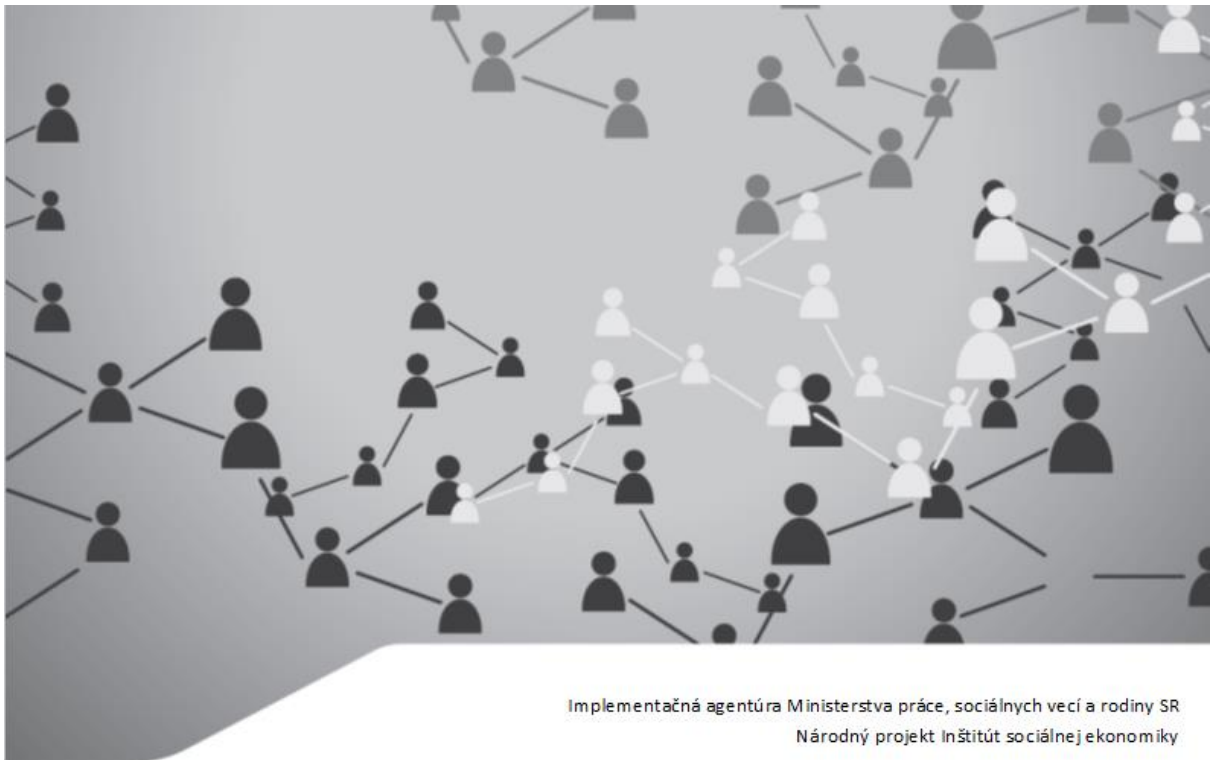 Implementačná agentúra Ministerstva práce, sociálnych vecí a rodiny SR
Národný projekt Inštitút sociálnej ekonomiky